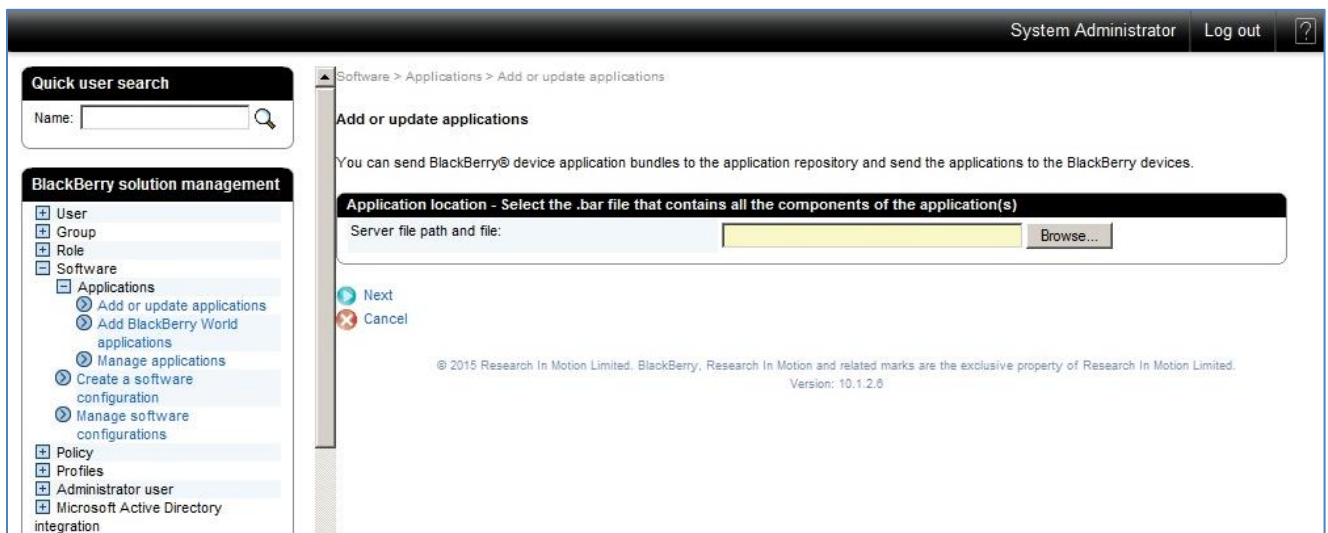 System Administrator
Log out
?
Quick user search
Name:
BlackBerry solution management
+ User
+ Group
+ Role
- Software
- Applications
Add or update applications
Add BlackBerry World
applications
Manage applications
Create a software
configuration
Manage software
configurations
+ Policy
+ Profiles
+ Administrator user
+ Microsoft Active Directory
integration
Software > Applications > Add or update applications
Add or update applications
You can send BlackBerry® device application bundles to the application repository and send the applications to the BlackBerry devices.
Application location - Select the .bar file that contains all the components of the application(s)
Server file path and file:
Browse...
Next
Cancel
© 2015 Research In Motion Limited. BlackBerry, Research In Motion and related marks are the exclusive property of Research In Motion Limited.
Version: 10.1.2.6